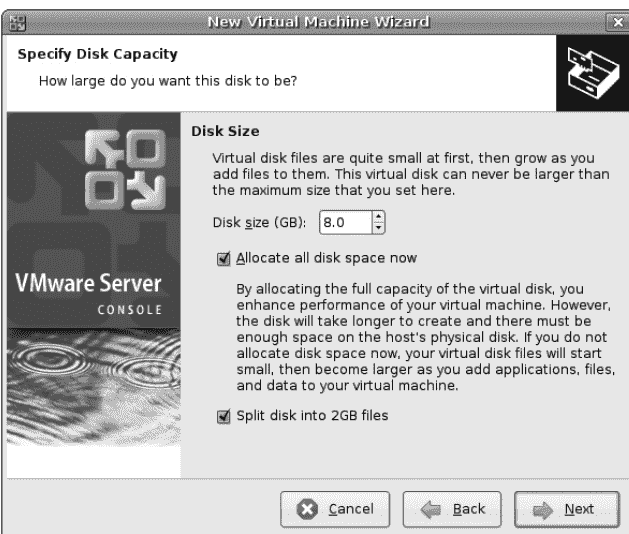 New Virtual Machine Wizard
Specify Disk Capacity
How large do you want this disk to be?
VMware Server
CONSOLE
Disk Size
Virtual disk files are quite small at first, then grow as you
add files to them. This virtual disk can never be larger than
the maximum size that you set here.
Disk size (GB): 8.0
Allocate all disk space now
By allocating the full capacity of the virtual disk, you
enhance performance of your virtual machine. However,
the disk will take longer to create and there must be
enough space on the host's physical disk. If you do not
allocate disk space now, your virtual disk files will start
small, then become larger as you add applications, files,
and data to your virtual machine.
Split disk into 2GB files
Cancel
Back
Next